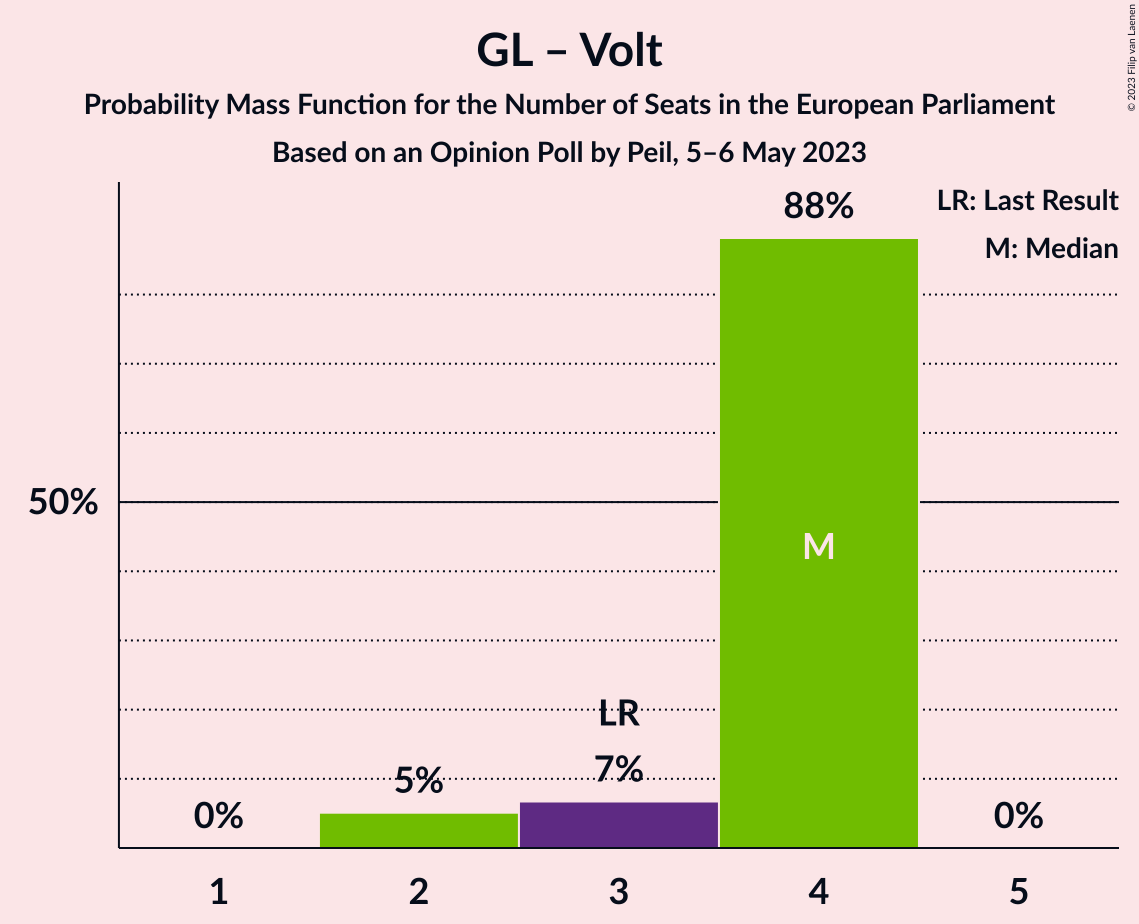 GL – Volt
Probability Mass Function for the Number of Seats in the European Parliament
Based on an Opinion Poll by Peil, 5–6 May 2023
© 2023 Filip van Laenen
LR: Last Result
M: Median
88%
50%
M
LR
7%
5%
0%
0%
1
2
3
4
5